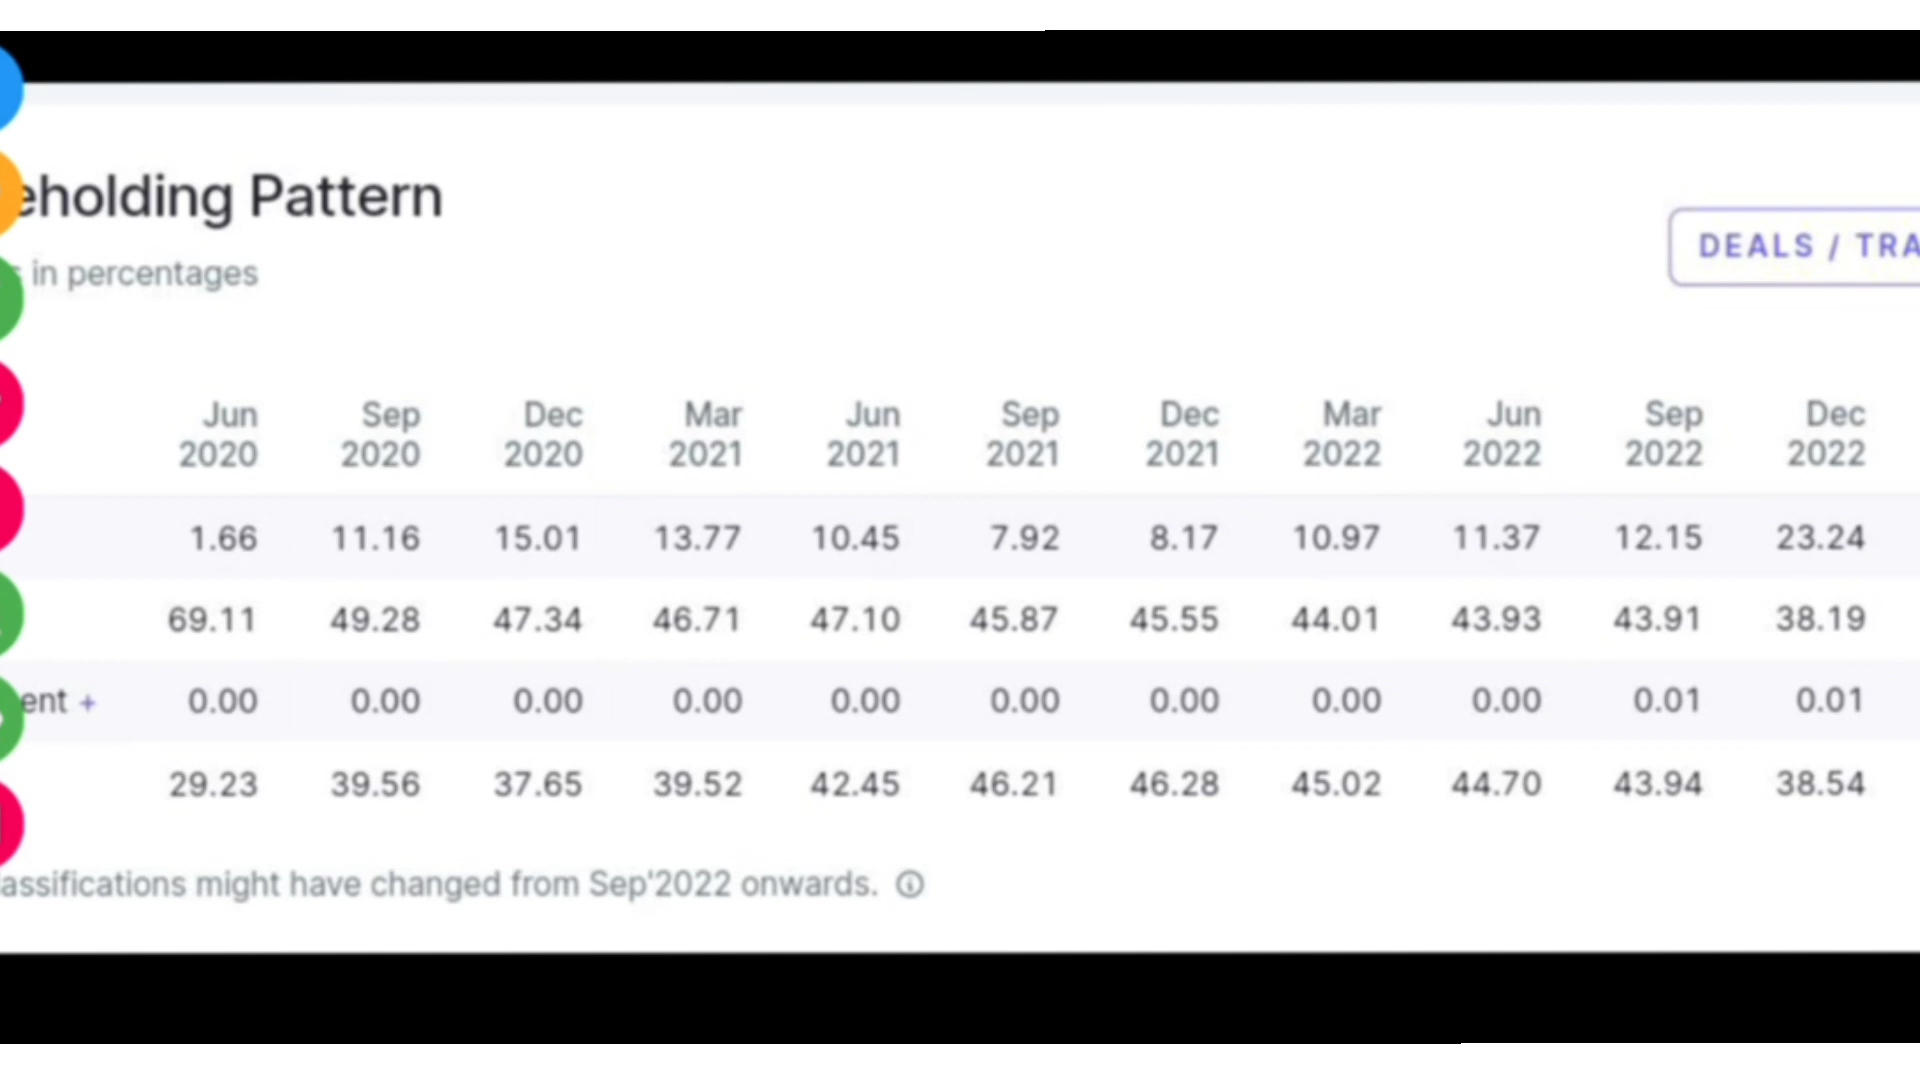 eholding Pattern
in percentages
DEALS / TRA
Jun 2020 Sep 2020 Dec 2020 Mar 2021 Jun 2021 Sep 2021 Dec 2021 Mar 2022 Jun 2022 Sep 2022 Dec 2022
1.66 11.16 15.01 13.77 10.45 7.92 8.17 10.97 11.37 12.15 23.24
69.11 49.28 47.34 46.71 47.10 45.87 45.55 44.01 43.93 43.91 38.19
ent + 0.00 0.00 0.00 0.00 0.00 0.00 0.00 0.00 0.00 0.01 0.01
29.23 39.56 37.65 39.52 42.45 46.21 46.28 45.02 44.70 43.94 38.54
assifications might have changed from Sep'2022 onwards.